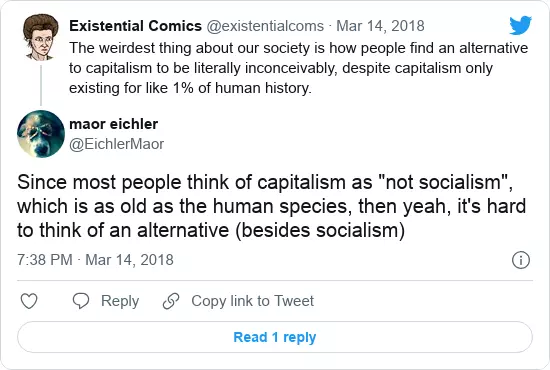 Existential Comics @existentialcoms · Mar 14, 2018
The weirdest thing about our society is how people find an alternative
to capitalism to be literally inconceivably, despite capitalism only
existing for like 1% of human history.
maor eichler
@EichlerMaor
Since most people think of capitalism as "not socialism",
which is as old as the human species, then yeah, it's hard
to think of an alternative (besides socialism)
7:38 PM · Mar 14, 2018
Reply
Copy link to Tweet
Read 1 reply